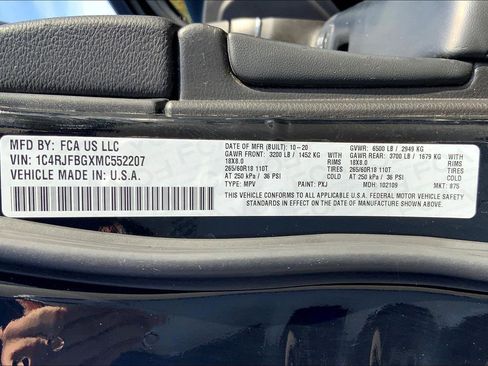 MFD BY: FCA US LLC
VIN: 1C4RJFBGXMC552207
VEHICLE MADE IN: U.S.A.
DATE OF MFR (BUILT): 10-20 GVWR: 6500 LB / 2949 KG
GAWR FRONT: 3200 LB / 1452 KG GAWR REAR: 3700 LB / 1679 KG
18X8.0 18X8.0
265/60R18 110T TIRES 265/60R18 110T TIRES
AT 250 kPa / 36 PSI COLD AT 250 kPa / 36 PSI COLD
TYPE: MPV PAINT: PXJ MDH: 102109 MKT: 875
THIS VEHICLE CONFORMS TO ALL APPLICABLE U.S.A. FEDERAL MOTOR VEHICLE SAFETY
STANDARDS IN EFFECT ON THE DATE OF MANUFACTURE SHOWN ABOVE.